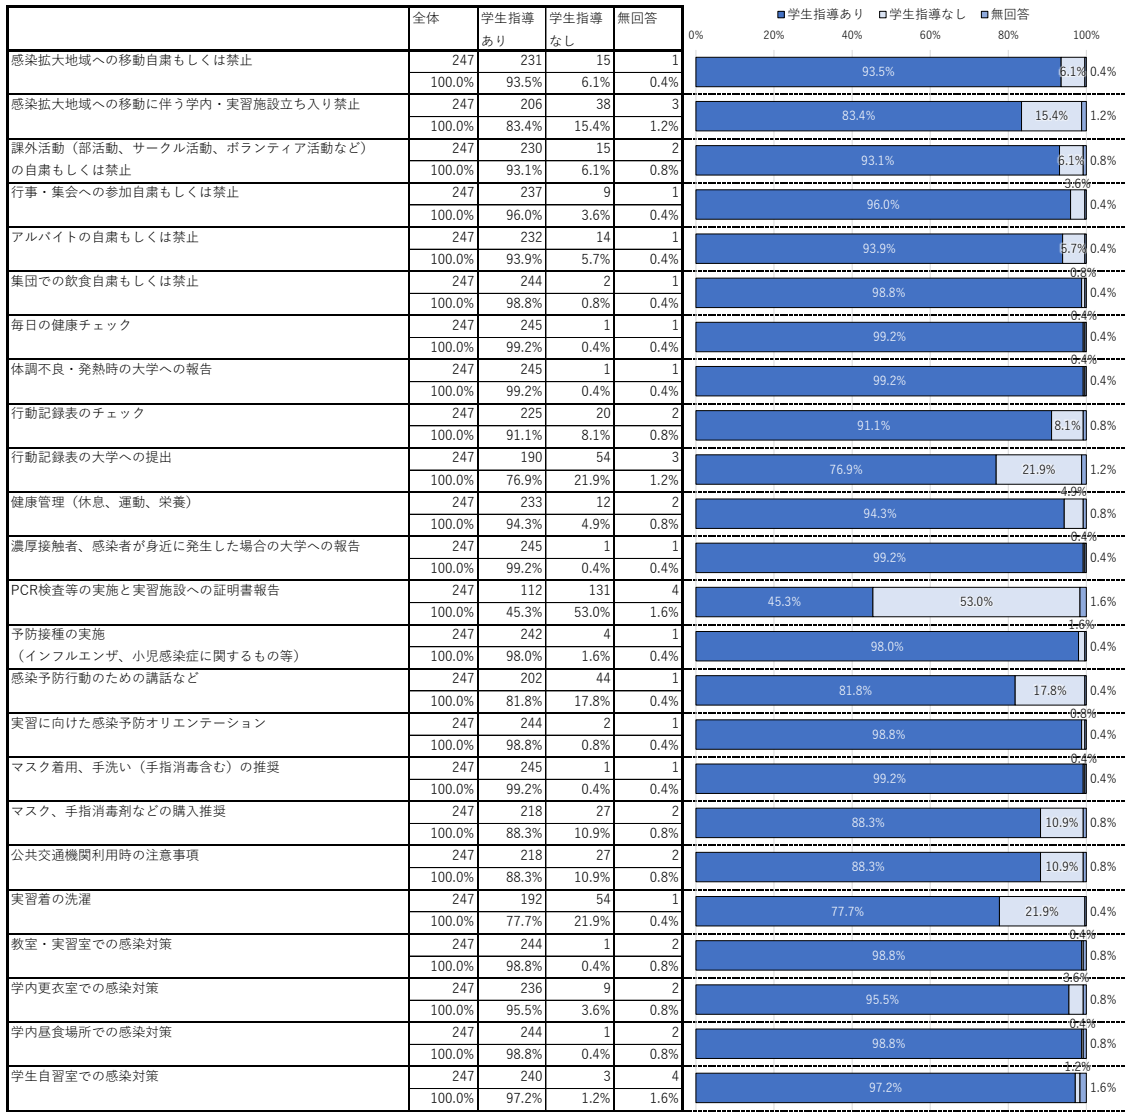 全体 学生指導 学生指導 無回答
あり なし
■学生指導あり □学生指導なし ■無回答
0% 20% 40% 60% 80% 100%
感染拡大地域への移動自粛もしくは禁止 247 231 15 1
100.0% 93.5% 6.1% 0.4%
93.5% 6.1% 0.4%
感染拡大地域への移動に伴う学内・実習施設立ち入り禁止 247 206 38 3
100.0% 83.4% 15.4% 1.2%
83.4% 15.4% 1.2%
課外活動（部活動、サークル活動、ボランティア活動など） 247 230 15 2
の自粛もしくは禁止 100.0% 93.1% 6.1% 0.8%
93.1% 6.1% 0.8%
行事・集会への参加自粛もしくは禁止 247 237 9 1
100.0% 96.0% 3.6% 0.4%
96.0% 3.6% 0.4%
アルバイトの自粛もしくは禁止 247 232 14 1
100.0% 93.9% 5.7% 0.4%
93.9% 5.7% 0.4%
集団での飲食自粛もしくは禁止 247 244 2 1
100.0% 98.8% 0.8% 0.4%
98.8% 0.8% 0.4%
毎日の健康チェック 247 245 1 1
100.0% 99.2% 0.4% 0.4%
99.2% 0.4% 0.4%
体調不良・発熱時の大学への報告 247 245 1 1
100.0% 99.2% 0.4% 0.4%
99.2% 0.4% 0.4%
行動記録表のチェック 247 225 20 2
100.0% 91.1% 8.1% 0.8%
91.1% 8.1% 0.8%
行動記録表の大学への提出 247 190 54 3
100.0% 76.9% 21.9% 1.2%
76.9% 21.9% 1.2%
健康管理（休息、運動、栄養） 247 233 12 2
100.0% 94.3% 4.9% 0.8%
94.3% 4.9% 0.8%
濃厚接触者、感染者が身近に発生した場合の大学への報告 247 245 1 1
100.0% 99.2% 0.4% 0.4%
99.2% 0.4% 0.4%
PCR検査等の実施と実習施設への証明書報告 247 112 131 4
100.0% 45.3% 53.0% 1.6%
45.3% 53.0% 1.6%
予防接種の実施 247 242 4 1
（インフルエンザ、小児感染症に関するもの等） 100.0% 98.0% 1.6% 0.4%
98.0% 1.6% 0.4%
感染予防行動のための講話など 247 202 44 1
100.0% 81.8% 17.8% 0.4%
81.8% 17.8% 0.4%
実習に向けた感染予防オリエンテーション 247 244 2 1
100.0% 98.8% 0.8% 0.4%
98.8% 0.8% 0.4%
マスク着用、手洗い（手指消毒含む）の推奨 247 245 1 1
100.0% 99.2% 0.4% 0.4%
99.2% 0.4% 0.4%
マスク、手指消毒剤などの購入推奨 247 218 27 2
100.0% 88.3% 10.9% 0.8%
88.3% 10.9% 0.8%
公共交通機関利用時の注意事項 247 218 27 2
100.0% 88.3% 10.9% 0.8%
88.3% 10.9% 0.8%
実習着の洗濯 247 192 54 1
100.0% 77.7% 21.9% 0.4%
77.7% 21.9% 0.4%
教室・実習室での感染対策 247 244 1 2
100.0% 98.8% 0.4% 0.8%
98.8% 0.4% 0.8%
学内更衣室での感染対策 247 236 9 2
100.0% 95.5% 3.6% 0.8%
95.5% 3.6% 0.8%
学内昼食場所での感染対策 247 244 1 2
100.0% 98.8% 0.4% 0.8%
98.8% 0.4% 0.8%
学生自習室での感染対策 247 240 3 4
100.0% 97.2% 1.2% 1.6%
97.2% 1.2% 1.6%